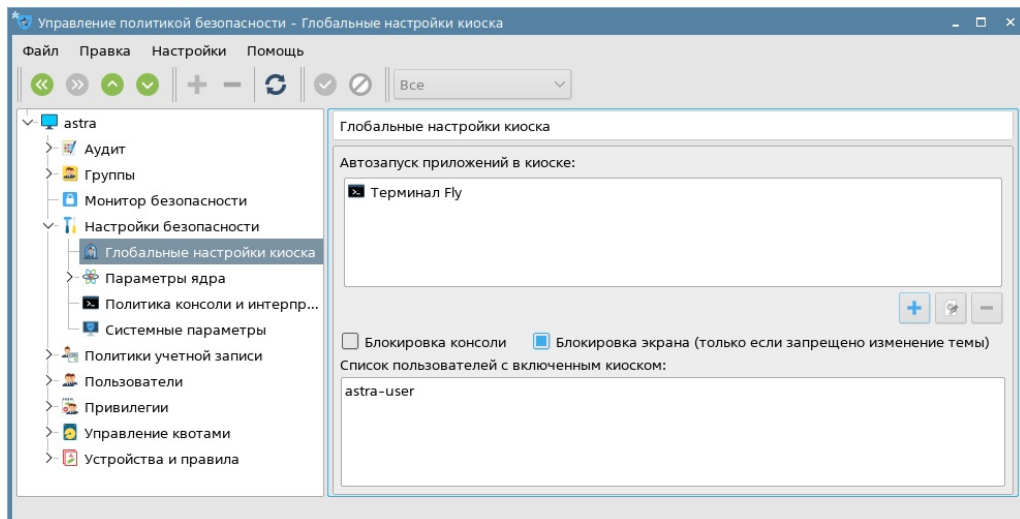 Управление политикой безопасности – Глобальные настройки киоска
Файл Правка Настройки Помощь
Все
astra
Аудит
Группы
Монитор безопасности
Настройки безопасности
Глобальные настройки киоска
Параметры ядра
Политика консоли и интерпр...
Системные параметры
Политики учетной записи
Пользователи
Привилегии
Управление квотами
Устройства и правила
Глобальные настройки киоска
Автозапуск приложений в киоске:
Терминал Fly
Блокировка консоли Блокировка экрана (только если запрещено изменение темы)
Список пользователей с включенным киоском:
astra-user